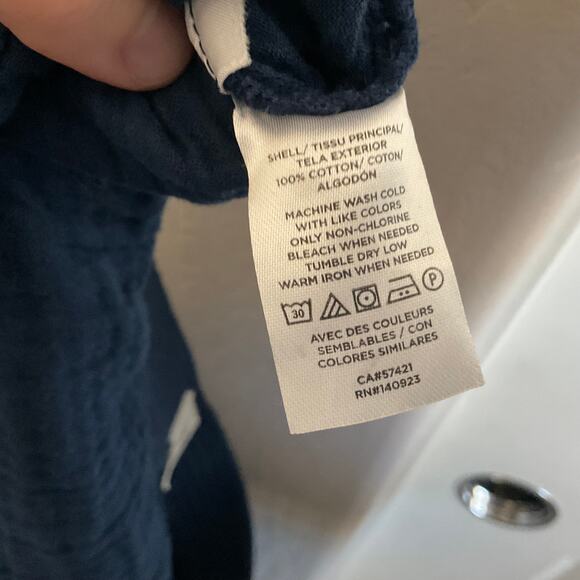 SHELL/ TISSU PRINCIPAL/
TELA EXTERIOR
100% COTTON/ COTON/
ALGODÓN
MACHINE WASH COLD
WITH LIKE COLORS
ONLY NON-CHLORINE
BLEACH WHEN NEEDED
TUMBLE DRY LOW
WARM IRON WHEN NEEDED
30 P
AVEC DES COULEURS
SEMBLABLES / CON
COLORES SIMILARES
CA#57421
RN#140923